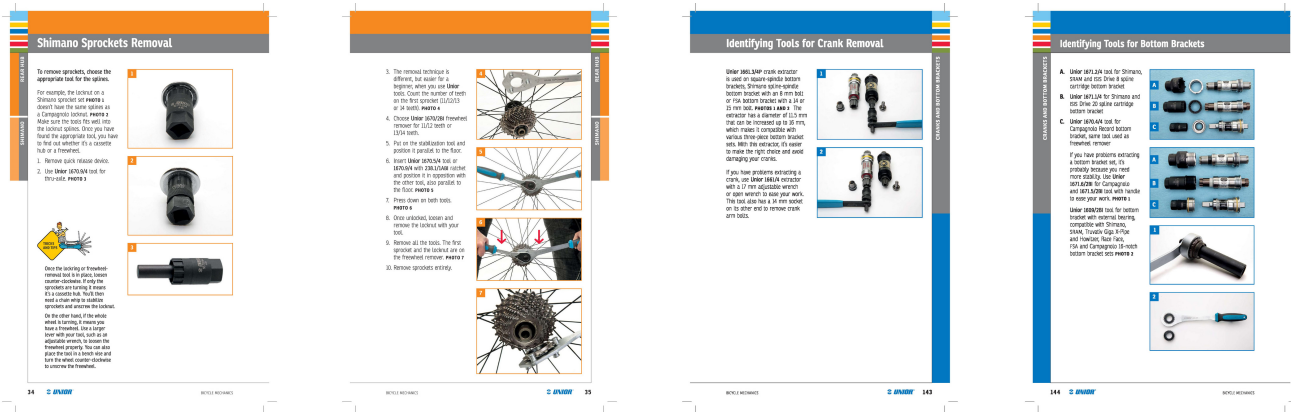 Shimano Sprockets Removal
REAR HUB
SHIMANO
To remove sprockets, choose the
appropriate tool for the splines.
For example, the locknut on a
Shimano sprocket set PHOTO 1
doesn't have the same splines as
a Campagnolo locknut. PHOTO 2
Make sure the tools fits well into
the locknut splines. Once you have
found the appropriate tool, you have
to find out whether it's a cassette
hub or a freewheel.
1. Remove quick release device.
2. Use Unior 1670.9/4 tool for
thru-axle. PHOTO 3
1
2
3
TRICKS
AND TIPS
Once the lockring or freewheel-
removal tool is in place, loosen
counter-clockwise. If only the
sprockets are turning it means
it's a cassette hub. You'll then
need a chain whip to stabilize
sprockets and unscrew the locknut.
On the other hand, if the whole
wheel is turning, it means you
have a freewheel. Use a larger
lever with your tool, such as an
adjustable wrench, to loosen the
freewheel properly. You can also
place the tool in a bench vise and
turn the wheel counter-clockwise
to unscrew the freewheel.
34 UNIOR
BICYCLE MECHANICS
3. The removal technique is
different, but easier for a
beginner, when you use Unior
tools. Count the number of teeth
on the first sprocket (11/12/13
or 14 teeth). PHOTO 4
4. Choose Unior 1670/2BI freewheel
remover for 11/12 teeth or
13/14 teeth.
5. Put on the stabilization tool and
position it parallel to the floor.
6. Insert Unior 1670.5/4 tool or
1670.9/4 with 238.1/1ABI ratchet
and position it in opposition with
the other tool, also parallel to
the floor. PHOTO 5
7. Press down on both tools.
PHOTO 6
8. Once unlocked, loosen and
remove the locknut with your
tool.
9. Remove all the tools. The first
sprocket and the locknut are on
the freewheel remover. PHOTO 7
10. Remove sprockets entirely.
4
5
6
7
REAR HUB
SHIMANO
BICYCLE MECHANICS
UNIOR 35
Identifying Tools for Crank Removal
Unior 1661.3/4P crank extractor
is used on square-spindle bottom
brackets, Shimano spline-spindle
bottom bracket with an 8 mm bolt
or FSA bottom bracket with a 14 or
15 mm bolt. PHOTOS 1 AND 2 The
extractor has a diameter of 11.5 mm
that can be increased up to 16 mm,
which makes it compatible with
various three-piece bottom bracket
sets. With this extractor, it's easier
to make the right choice and avoid
damaging your cranks.
If you have problems extracting a
crank, use Unior 1661/4 extractor
with a 17 mm adjustable wrench
or open wrench to ease your work.
This tool also has a 14 mm socket
on its other end to remove crank
arm bolts.
1
2
CRANKS AND BOTTOM BRACKETS
BICYCLE MECHANICS
UNIOR 143
Identifying Tools for Bottom Brackets
CRANKS AND BOTTOM BRACKETS
A. Unior 1671.2/4 tool for Shimano,
SRAM and ISIS Drive 8 spline
cartridge bottom bracket
B. Unior 1671.1/4 for Shimano and
ISIS Drive 20 spline cartridge
bottom bracket
C. Unior 1670.4/4 tool for
Campagnolo Record bottom
bracket, same tool used as
freewheel remover
If you have problems extracting
a bottom bracket set, it's
probably because you need
more stability. Use Unior
1671.6/2BI for Campagnolo
and 1671.5/2BI tool with handle
to ease your work. PHOTO 1
Unior 1608/2BI tool for bottom
bracket with external bearing,
compatible with Shimano,
SRAM, Truvativ Giga X-Pipe
and Howitzer, Race Face,
FSA and Campagnolo 16-notch
bottom bracket sets PHOTO 2
A
B
C
A
B
C
1
2
144 UNIOR
BICYCLE MECHANICS